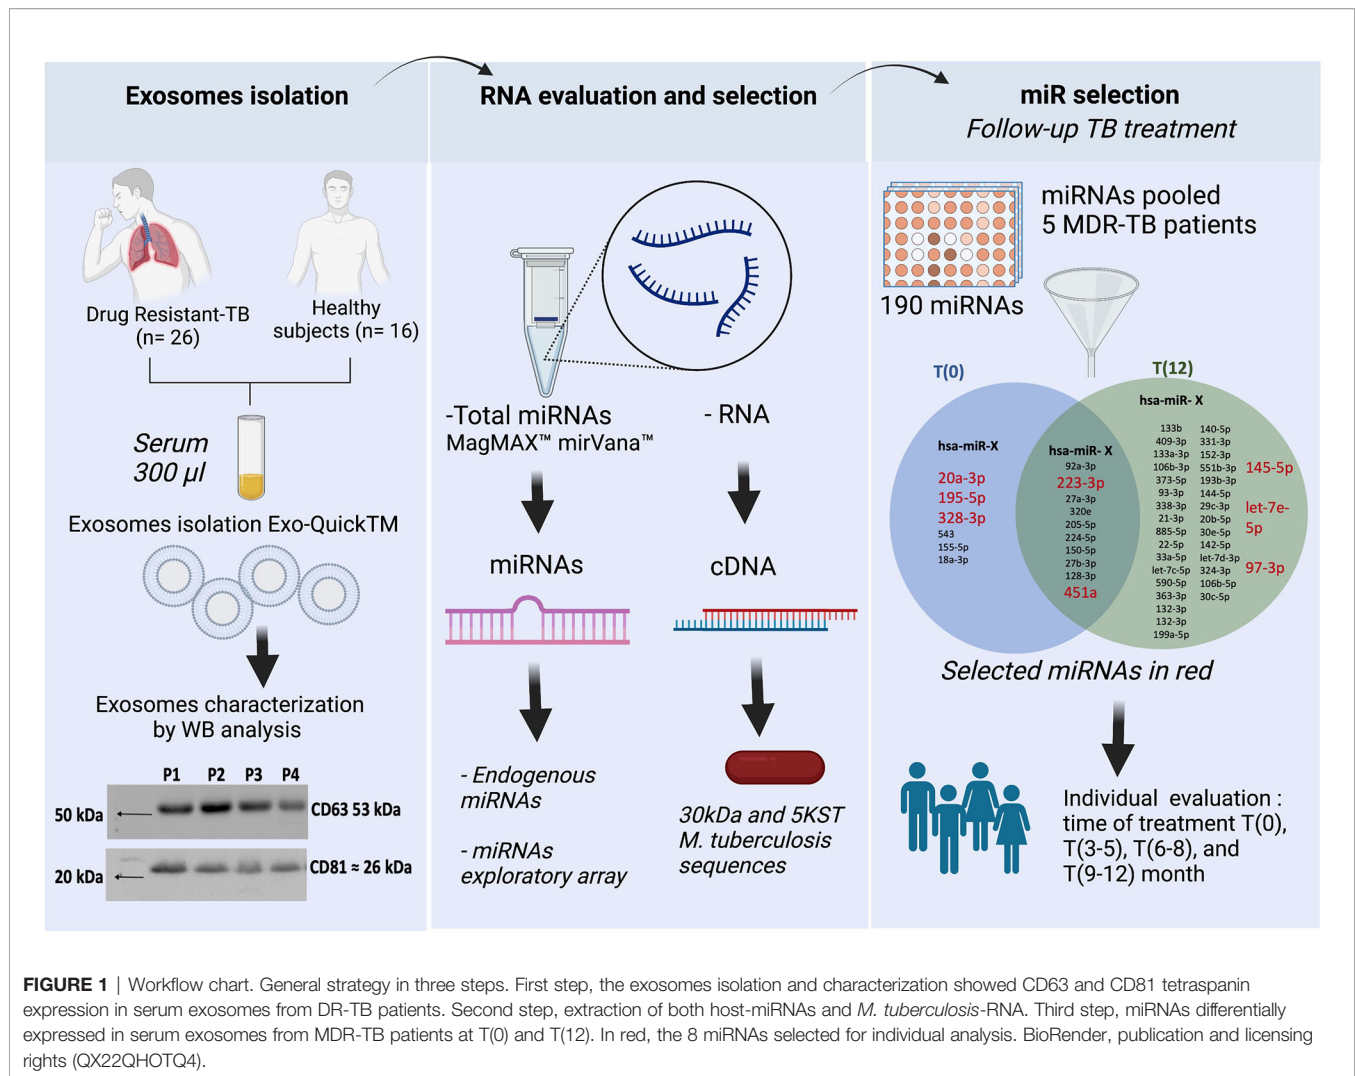 Exosomes isolation
RNA evaluation and selection
miR selection
Follow-up TB treatment
Drug Resistant-TB
(n= 26)
Healthy
subjects (n= 16)
Serum
300 µl
Exosomes isolation Exo-QuickTM
Exosomes characterization
by WB analysis
P1 P2 P3 P4
50 kDa
CD63 53 kDa
20 kDa
CD81 ≈ 26 kDa
-Total miRNAs
MagMAX™ mirVana™
- RNA
miRNAs
cDNA
- Endogenous
miRNAs
- miRNAs
exploratory array
30kDa and 5KST
M. tuberculosis
sequences
miRNAs pooled
5 MDR-TB patients
190 miRNAs
T(0)
T(12)
hsa-miR-X
20a-3p
195-5p
328-3p
543
155-5p
18a-3p
hsa-miR- X
92a-3p
223-3p
27a-3p
320e
205-5p
224-5p
150-5p
27b-3p
128-3p
451a
hsa-miR- X
133b
409-3p
133a-3p
106b-3p
373-5p
93-3p
338-3p
21-3p
885-5p
22-5p
33a-5p
let-7c-5p
590-5p
363-3p
132-3p
132-3p
199a-5p
140-5p
331-3p
152-3p
551b-3p
193b-3p
144-5p
29c-3p
20b-5p
30e-5p
142-5p
let-7d-3p
324-3p
106b-5p
30c-5p
145-5p
let-7e-
5p
97-3p
Selected miRNAs in red
Individual evaluation :
time of treatment T(0),
T(3-5), T(6-8), and
T(9-12) month
FIGURE 1 | Workflow chart. General strategy in three steps. First step, the exosomes isolation and characterization showed CD63 and CD81 tetraspanin
expression in serum exosomes from DR-TB patients. Second step, extraction of both host-miRNAs and M. tuberculosis-RNA. Third step, miRNAs differentially
expressed in serum exosomes from MDR-TB patients at T(0) and T(12). In red, the 8 miRNAs selected for individual analysis. BioRender, publication and licensing
rights (QX22QHOTQ4).